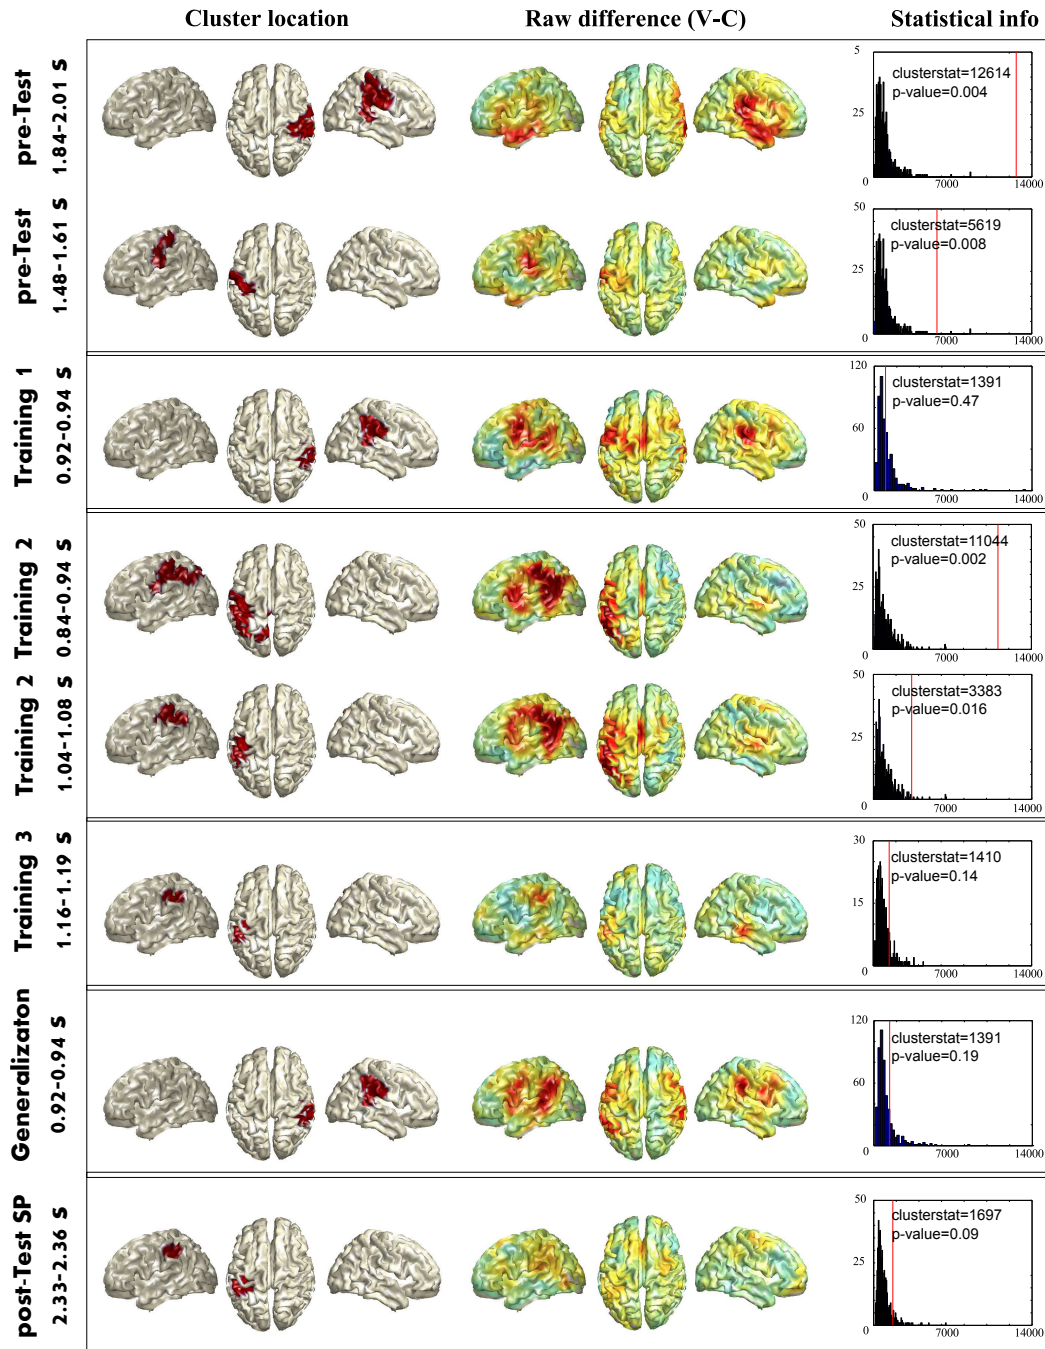 Cluster location Raw difference (V-C) Statistical info
pre-Test
1.84-2.01 S
5
clusterstat=12614
p-value=0.004
25
0
7000 14000
pre-Test
1.48-1.61 S
50
clusterstat=5619
p-value=0.008
25
0
7000 14000
Training 1
0.92-0.94 S
120
clusterstat=1391
p-value=0.47
60
0
7000 14000
Training 2
0.84-0.94 S
50
clusterstat=11044
p-value=0.002
25
0
7000 14000
Training 2
1.04-1.08 S
50
clusterstat=3383
p-value=0.016
25
0
7000 14000
Training 3
1.16-1.19 S
30
clusterstat=1410
p-value=0.14
15
0
7000 14000
Generalizaton
0.92-0.94 S
120
clusterstat=1391
p-value=0.19
60
0
7000 14000
post-Test SP
2.33-2.36 S
50
clusterstat=1697
p-value=0.09
25
0
7000 14000